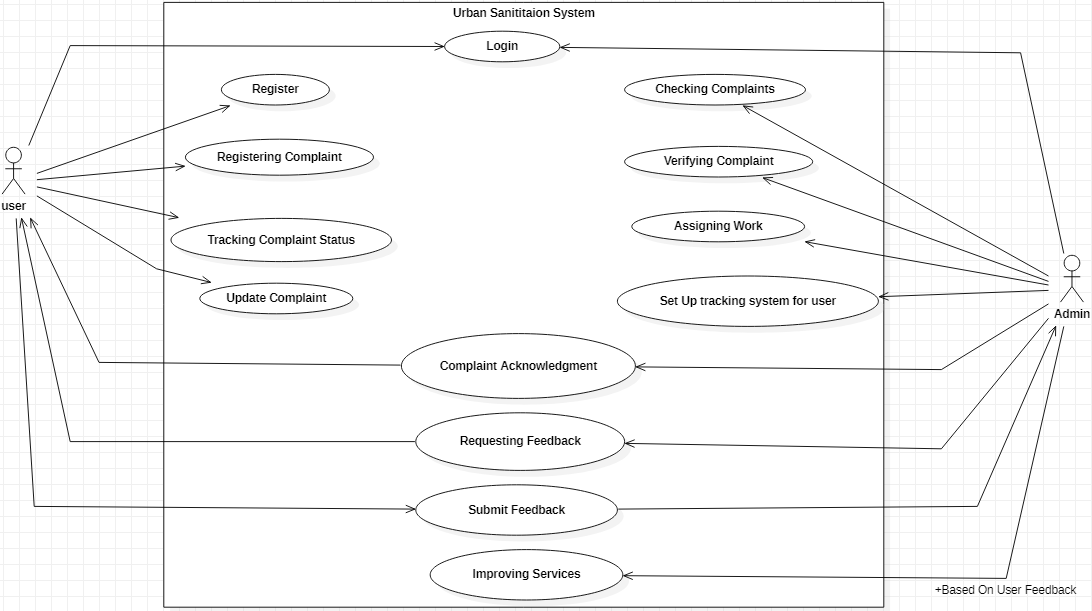 Urban Sanititaion System
Login
Register
Checking Complaints
Registering Complaint
Verifying Complaint
user
Assigning Work
Tracking Complaint Status
Update Complaint
Set Up tracking system for user
Admin
Complaint Acknowledgment
Requesting Feedback
Submit Feedback
Improving Services
+Based On User Feedback